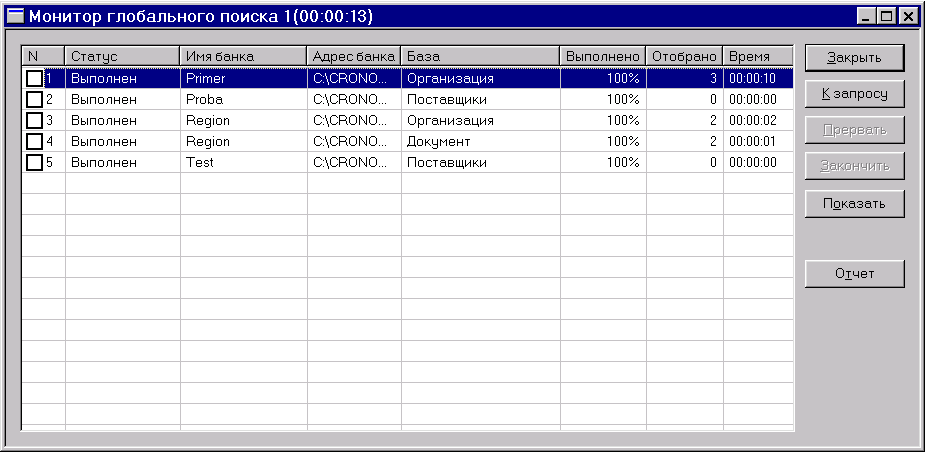 Монитор глобального поиска 1(00:00:13)
N Статус Имя банка Адрес банка База Выполнено Отобрано Время
1 Выполнен Primer C:\CRONO... Организация 100% 3 00:00:10
2 Выполнен Proba C:\CRONO... Поставщики 100% 0 00:00:00
3 Выполнен Region C:\CRONO... Организация 100% 2 00:00:02
4 Выполнен Region C:\CRONO... Документ 100% 2 00:00:01
5 Выполнен Test C:\CRONO... Поставщики 100% 0 00:00:00
Закрыть
К запросу
Прервать
Закончить
Показать
Отчет